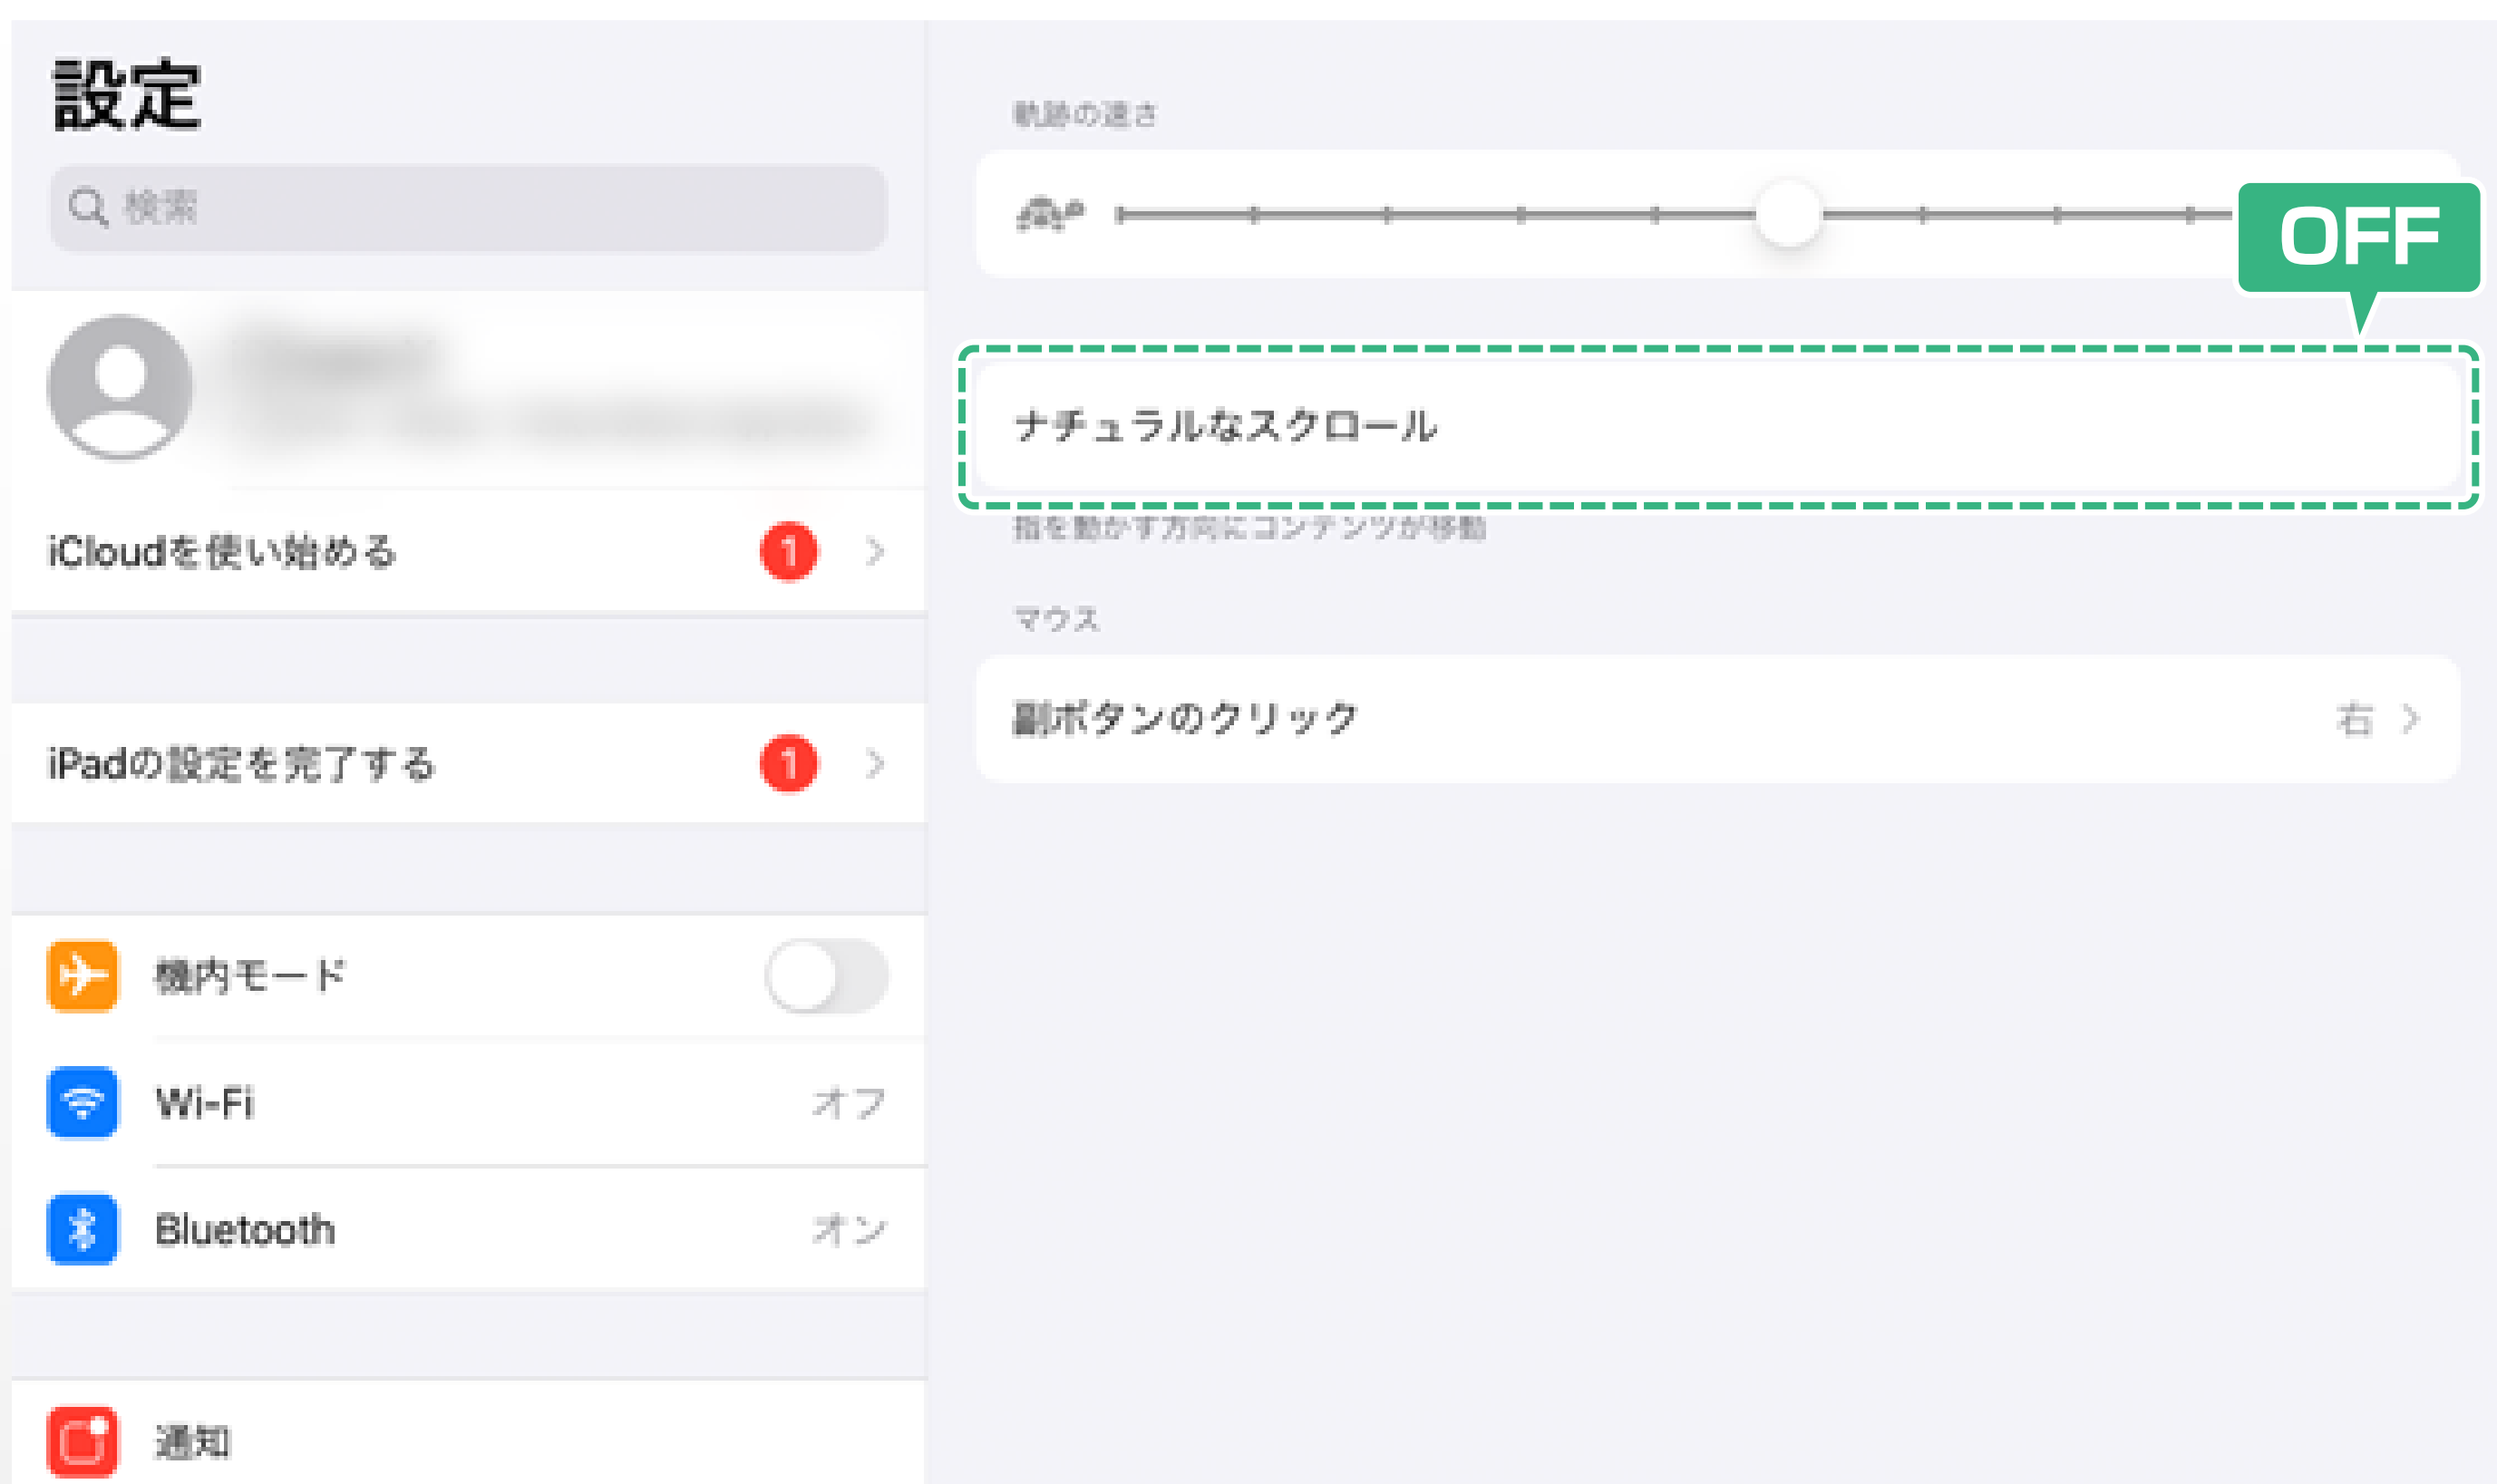 設定
検索
iCloudを使い始める 1
iPadの設定を完了する 1
機内モード
Wi-Fi オフ
Bluetooth オン
通知
軌跡の速さ
OFF
ナチュラルなスクロール
指を動かす方向にコンテンツが移動
マウス
副ボタンのクリック 右